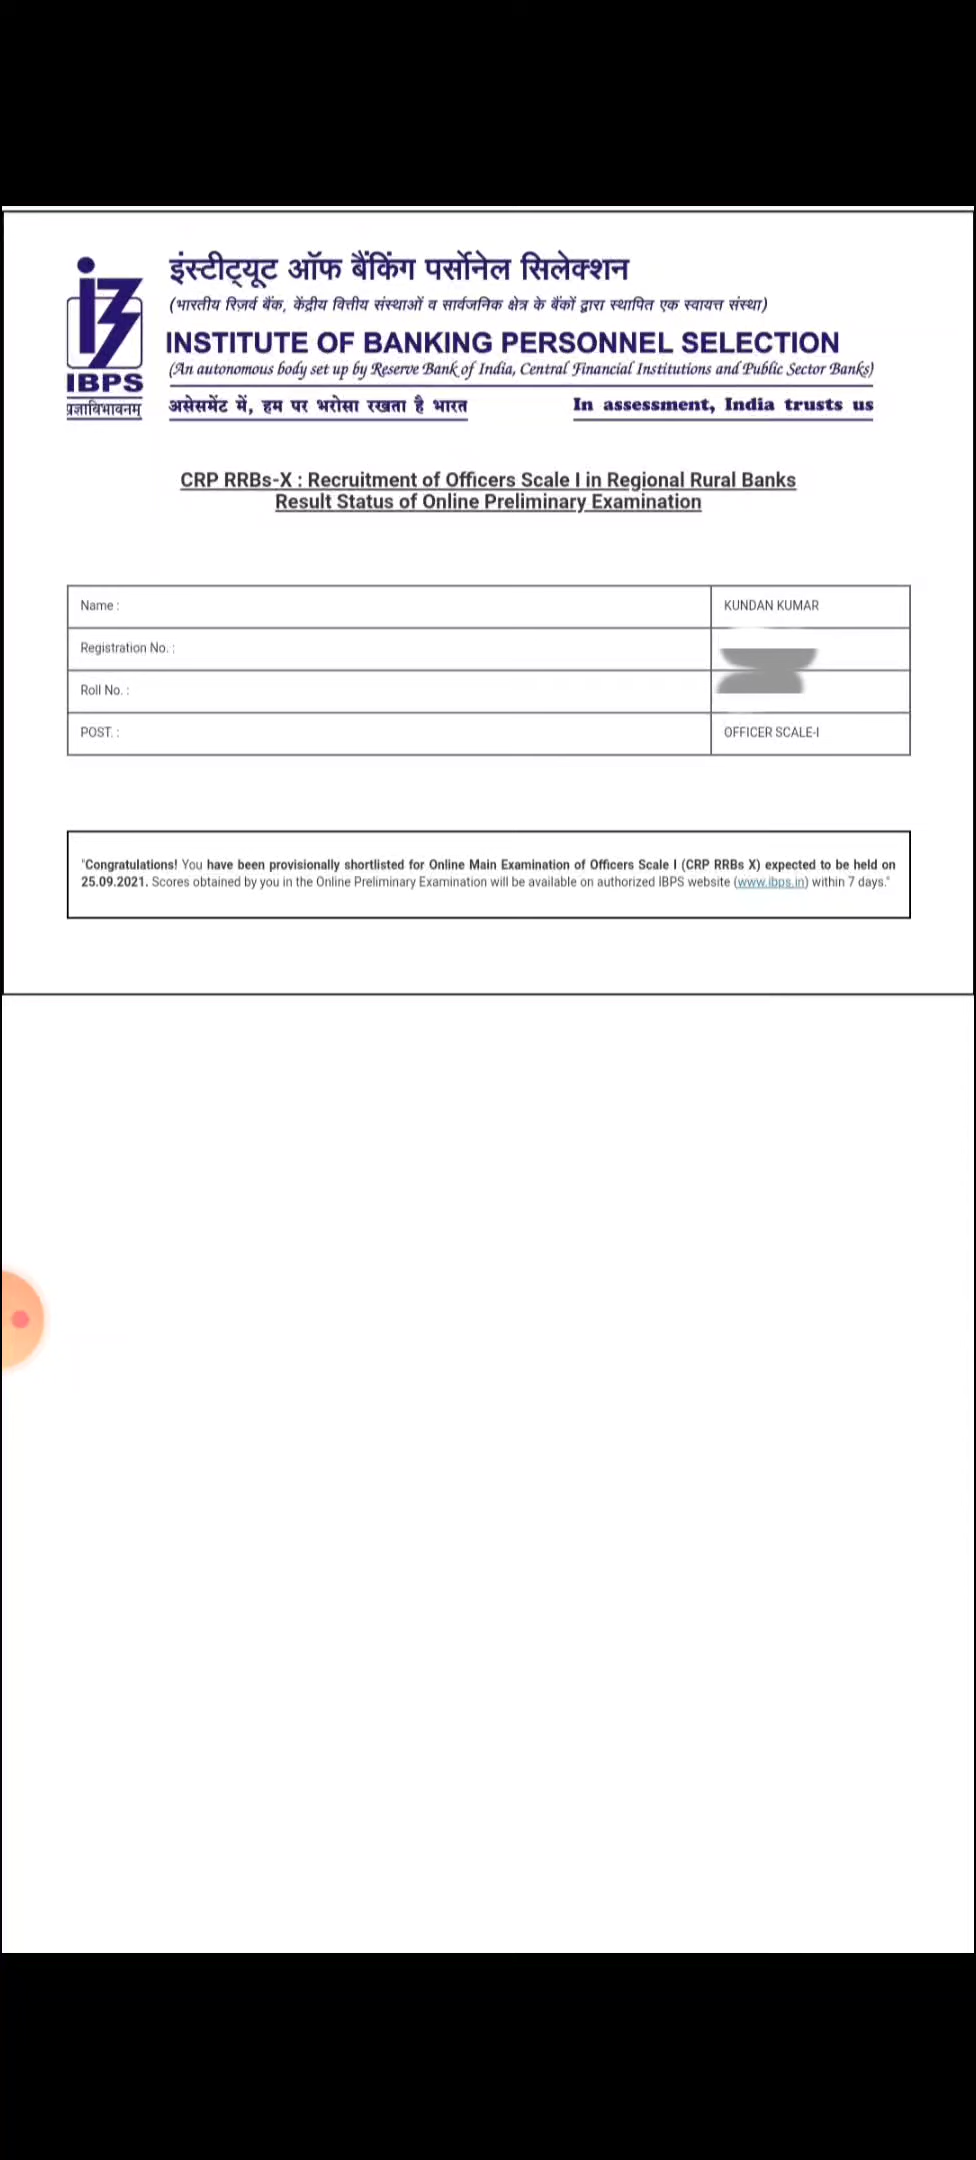 इंस्टीट्यूट ऑफ बैंकिंग पर्सोनेल सिलेक्शन
(भारतीय रिज़र्व बैंक, केंद्रीय वित्तीय संस्थाओं व सार्वजनिक क्षेत्र के बैंकों द्वारा स्थापित एक स्वायत्त संस्था)
INSTITUTE OF BANKING PERSONNEL SELECTION
(An autonomous body set up by Reserve Bank of India, Central Financial Institutions and Public Sector Banks)
IBPS
प्रज्ञाविभावनम्
असेसमेंट में, हम पर भरोसा रखता है भारत In assessment, India trusts us
CRP RRBs-X : Recruitment of Officers Scale I in Regional Rural Banks
Result Status of Online Preliminary Examination
Name : KUNDAN KUMAR
Registration No. :
Roll No. :
POST. : OFFICER SCALE-I
"Congratulations! You have been provisionally shortlisted for Online Main Examination of Officers Scale I (CRP RRBs X) expected to be held on
25.09.2021. Scores obtained by you in the Online Preliminary Examination will be available on authorized IBPS website (www.ibps.in) within 7 days."